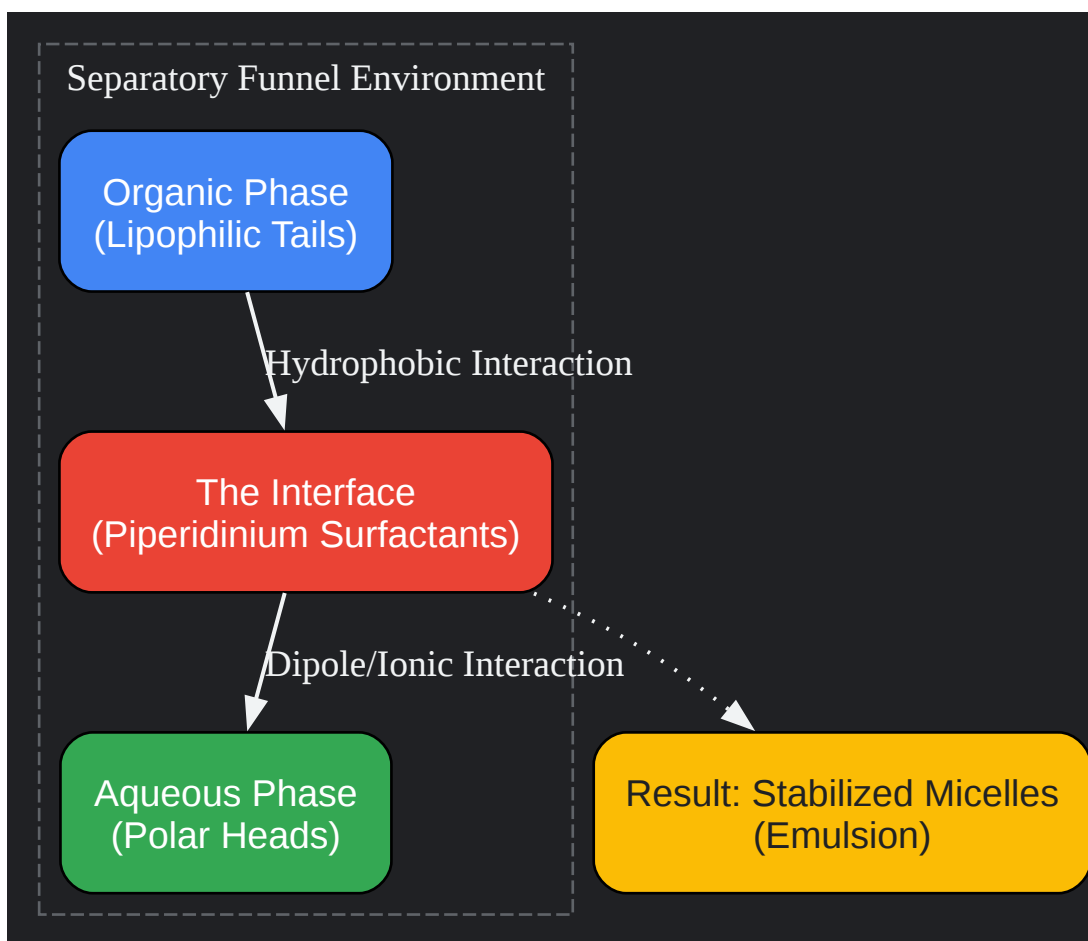 Separatory Funnel Environment
Organic Phase
(Lipophilic Tails)
Hydrophobic Interaction
The Interface
(Piperidinium Surfactants)
Dipole/Ionic Interaction
Aqueous Phase
(Polar Heads)
Result: Stabilized Micelles
(Emulsion)